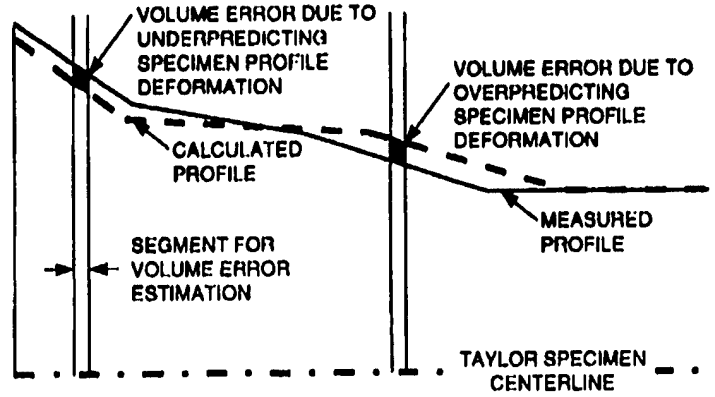 VOLUME ERROR DUE TO
UNDERPREDICTING
SPECIMEN PROFILE
DEFORMATION
VOLUME ERROR DUE TO
OVERPREDICTING
SPECIMEN PROFILE
DEFORMATION
CALCULATED
PROFILE
MEASURED
PROFILE
SEGMENT FOR
VOLUME ERROR
ESTIMATION
TAYLOR SPECIMEN
CENTERLINE